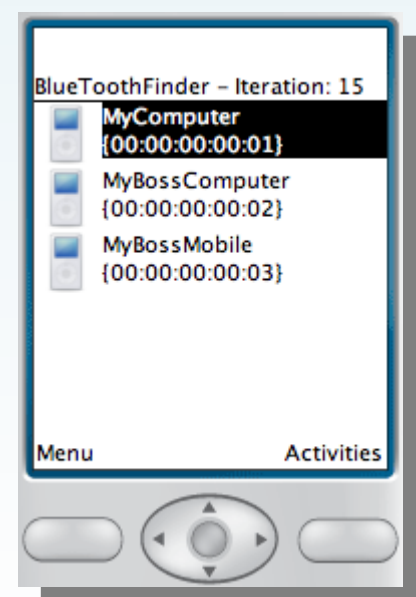 BlueToothFinder – Iteration: 15
MyComputer
{00:00:00:00:01}
MyBossComputer
{00:00:00:00:02}
MyBossMobile
{00:00:00:00:03}
Menu Activities